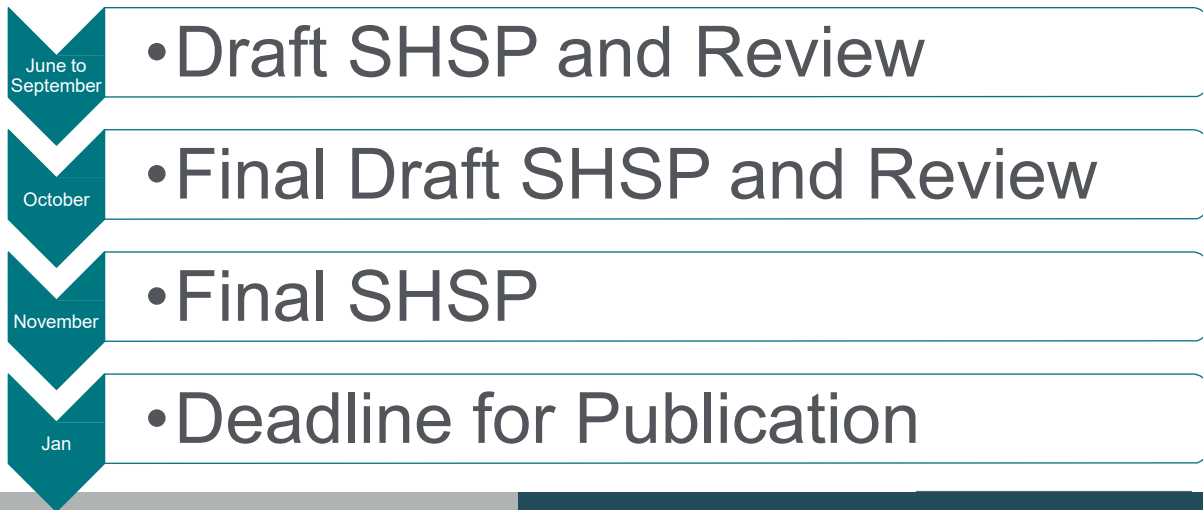 June to
September
•Draft SHSP and Review
October
•Final Draft SHSP and Review
November
•Final SHSP
Jan
•Deadline for Publication